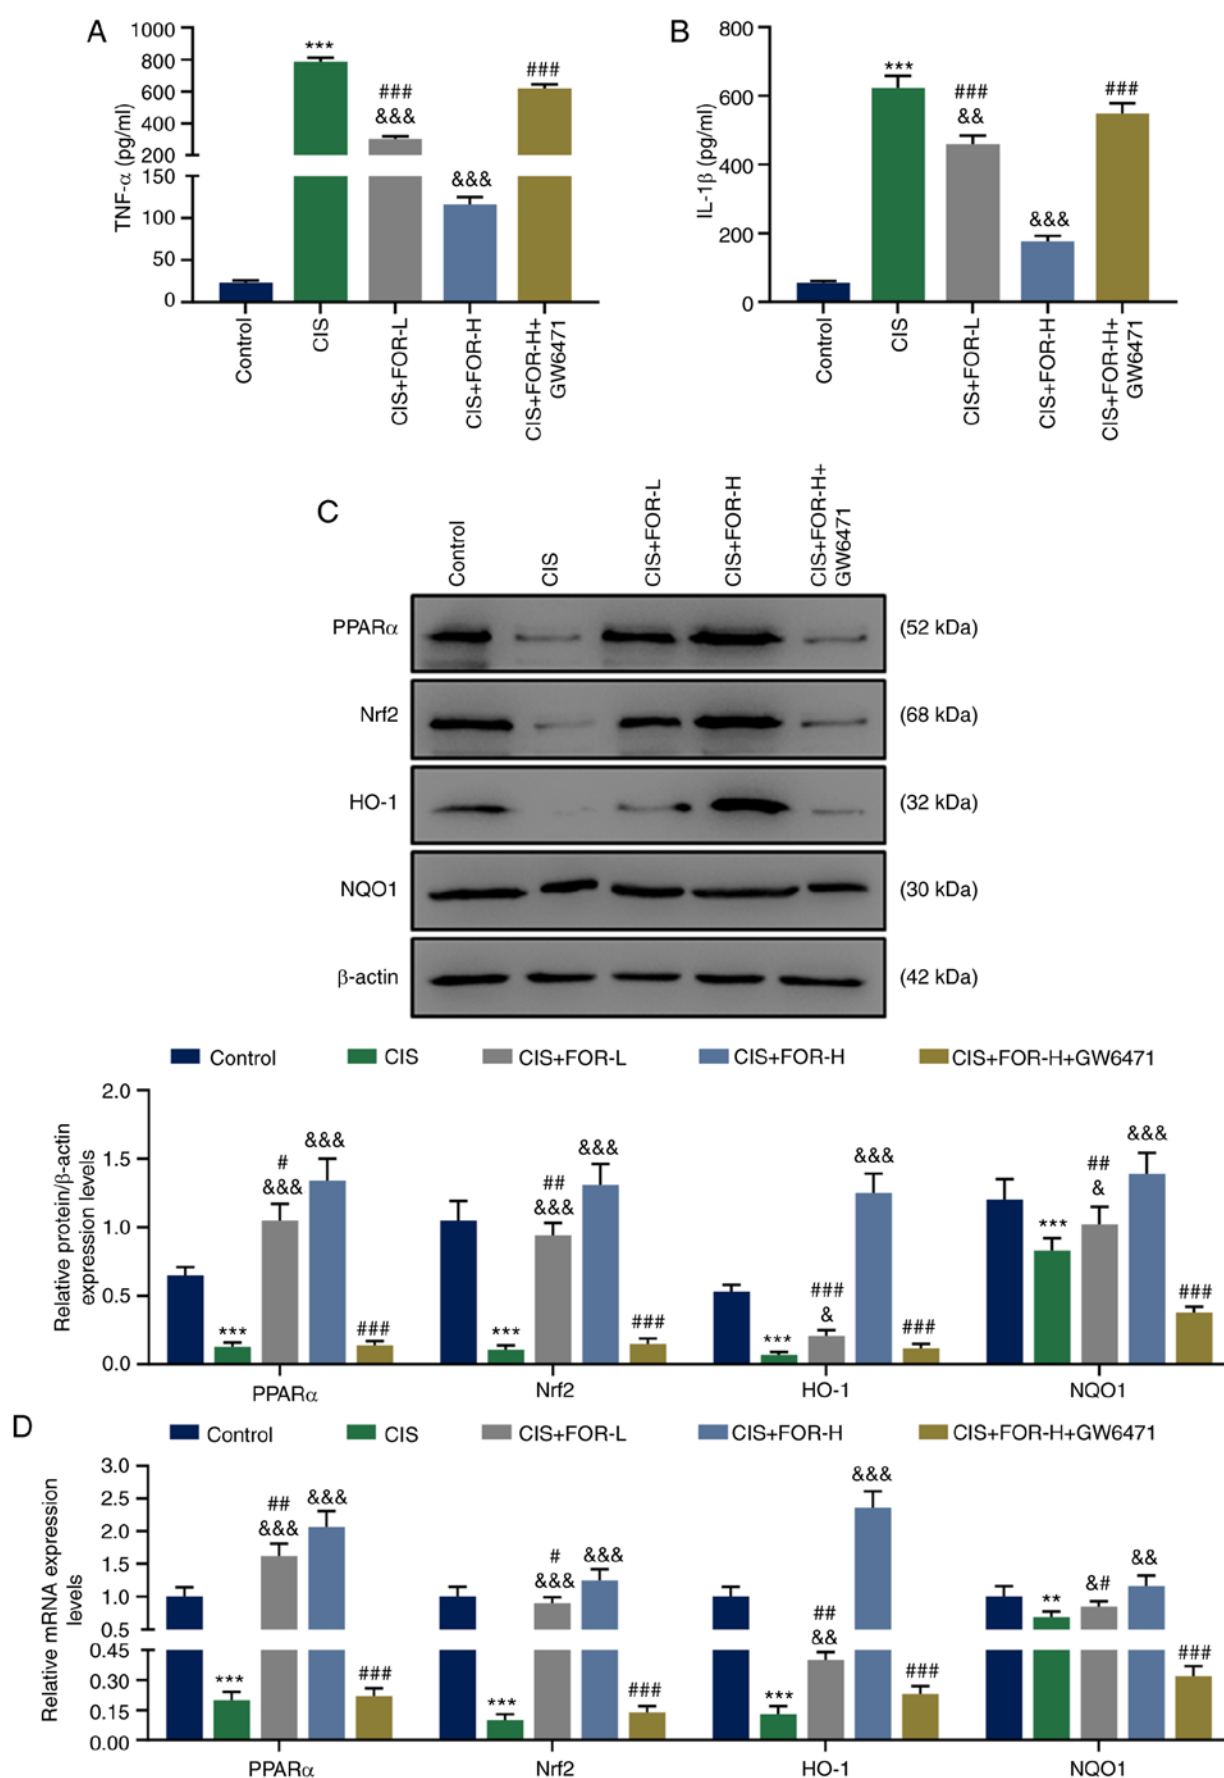 A
TNF-α (pg/ml)
1000
800
600
400
200
150
100
50
0
***
###
&&&
&&&
###
Control
CIS
CIS+FOR-L
CIS+FOR-H
CIS+FOR-H+
GW6471
B
IL-1β (pg/ml)
800
600
400
200
0
***
###
&&
&&&
###
Control
CIS
CIS+FOR-L
CIS+FOR-H
CIS+FOR-H+
GW6471
C
Control
CIS
CIS+FOR-L
CIS+FOR-H
CIS+FOR-H+
GW6471
PPARα (52 kDa)
Nrf2 (68 kDa)
HO-1 (32 kDa)
NQO1 (30 kDa)
β-actin (42 kDa)
Control CIS CIS+FOR-L CIS+FOR-H CIS+FOR-H+GW6471
Relative protein/β-actin
expression levels
2.0
1.5
1.0
0.5
0.0
***
#
&&&
&&&
###
***
##
&&&
&&&
###
***
###
&
&&&
###
***
##
&
&&&
###
PPARα Nrf2 HO-1 NQO1
D
Control CIS CIS+FOR-L CIS+FOR-H CIS+FOR-H+GW6471
Relative mRNA expression
levels
3.0
2.5
2.0
1.5
1.0
0.5
0.45
0.30
0.15
0.00
***
##
&&&
&&&
###
***
#
&&&
&&&
###
***
##
&&
&&&
###
**
&#
&&
###
PPARα Nrf2 HO-1 NQO1